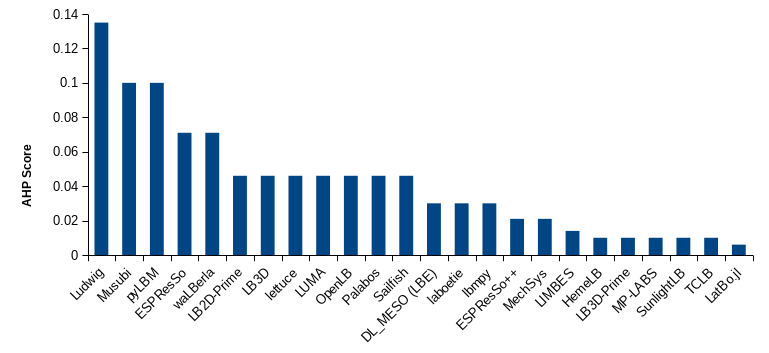 0.14
0.12
0.1
0.08
0.06
0.04
0.02
0
AHP Score
Ludwig
Musubi
pyLBM
ESPResSo
waLBerla
LB2D-Prime
LB3D
lettuce
LUMA
OpenLB
Palabos
Sailfish
DL_MESO (LBE)
laboetie
lbmpy
ESPResSo++
MechSys
LIMBES
HemeLB
LB3D-Prime
MP-LABS
SunlightLB
TCLB
LatBo.jl